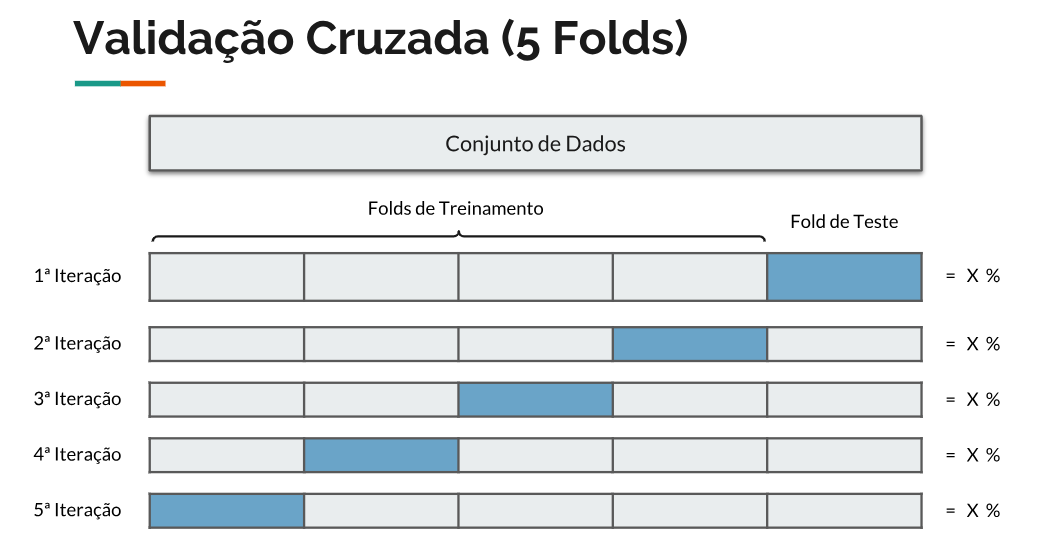 Validação Cruzada (5 Folds)
Conjunto de Dados
Folds de Treinamento
Fold de Teste
1ª Iteração = X %
2ª Iteração = X %
3ª Iteração = X %
4ª Iteração = X %
5ª Iteração = X %